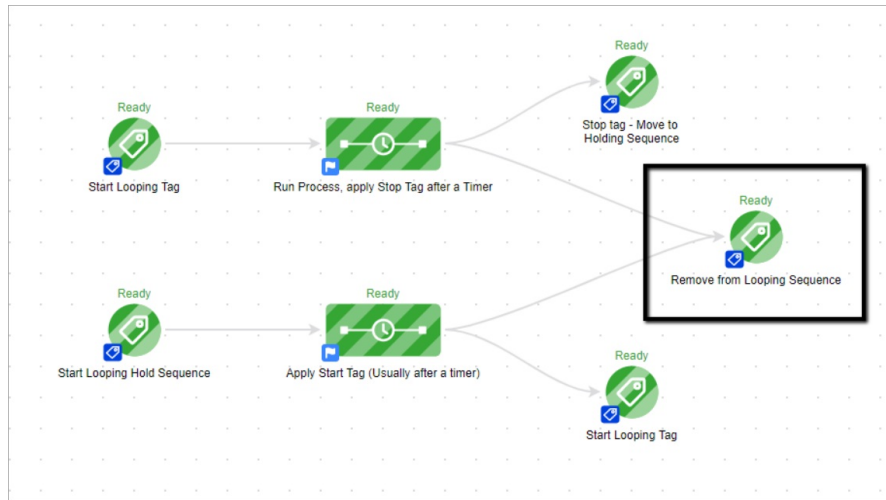 Ready
Stop tag - Move to
Holding Sequence
Ready
Start Looping Tag
Ready
Run Process, apply Stop Tag after a Timer
Ready
Remove from Looping Sequence
Ready
Start Looping Hold Sequence
Ready
Apply Start Tag (Usually after a timer)
Ready
Start Looping Tag